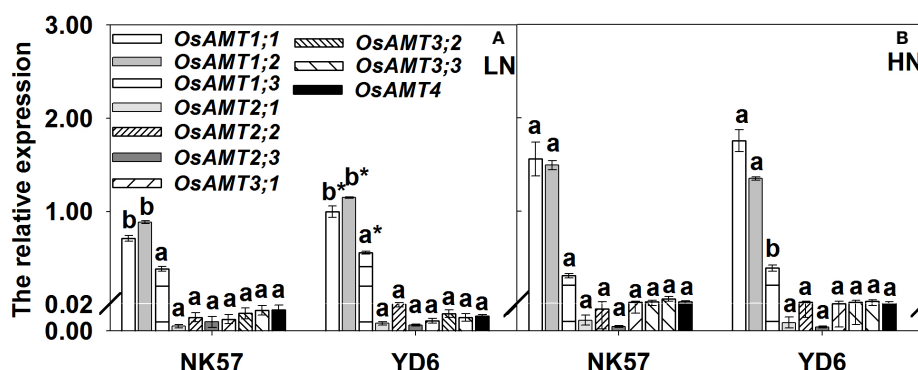 3.00
2.00
1.00
0.02
0.00
The relative expression
OsAMT1;1
OsAMT1;2
OsAMT1;3
OsAMT2;1
OsAMT2;2
OsAMT2;3
OsAMT3;1
OsAMT3;2
OsAMT3;3
OsAMT4
A
LN
b b a a a a a a a a
b* b* a* a a a a a a a
NK57 YD6
B
HN
a a a a a a a a a a
a a b a a a a a a a
NK57 YD6